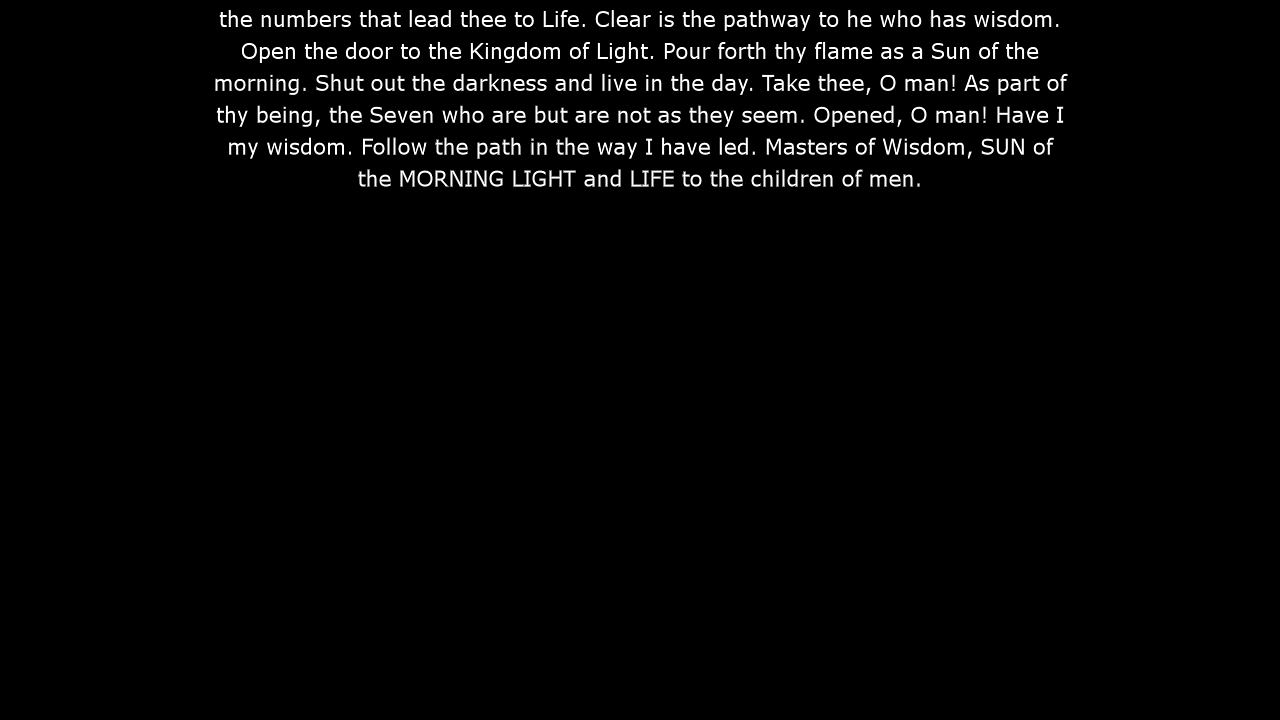 the numbers that lead thee to Life. Clear is the pathway to he who has wisdom.
Open the door to the Kingdom of Light. Pour forth thy flame as a Sun of the
morning. Shut out the darkness and live in the day. Take thee, O man! As part of
thy being, the Seven who are but are not as they seem. Opened, O man! Have I
my wisdom. Follow the path in the way I have led. Masters of Wisdom, SUN of
the MORNING LIGHT and LIFE to the children of men.